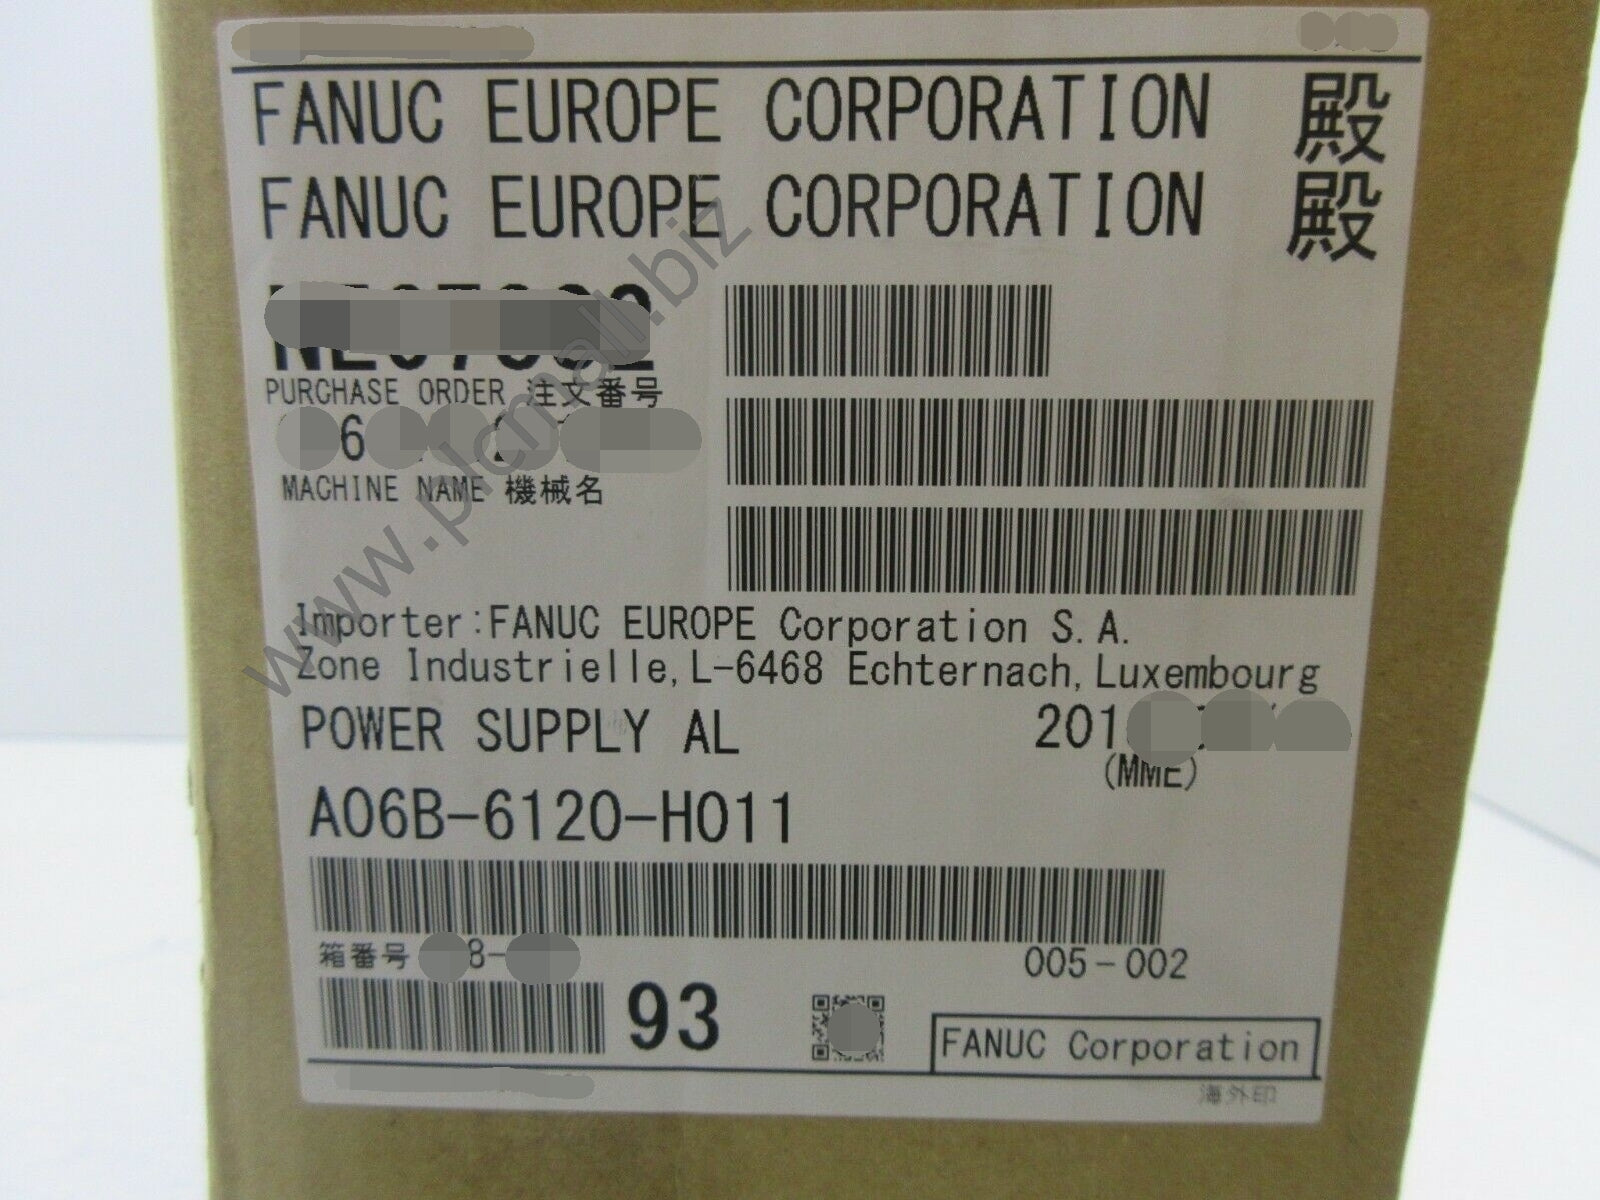 FANUC EUROPE CORPORATION 殿
FANUC EUROPE CORPORATION 殿
PURCHASE ORDER 注文番号
MACHINE NAME 機械名
Importer:FANUC EUROPE Corporation S.A.
Zone Industrielle,L-6468 Echternach,Luxembourg
POWER SUPPLY AL
(MME)
A06B-6120-H011
箱番号
005-002
93
FANUC Corporation
海外印
www.plcmall.biz